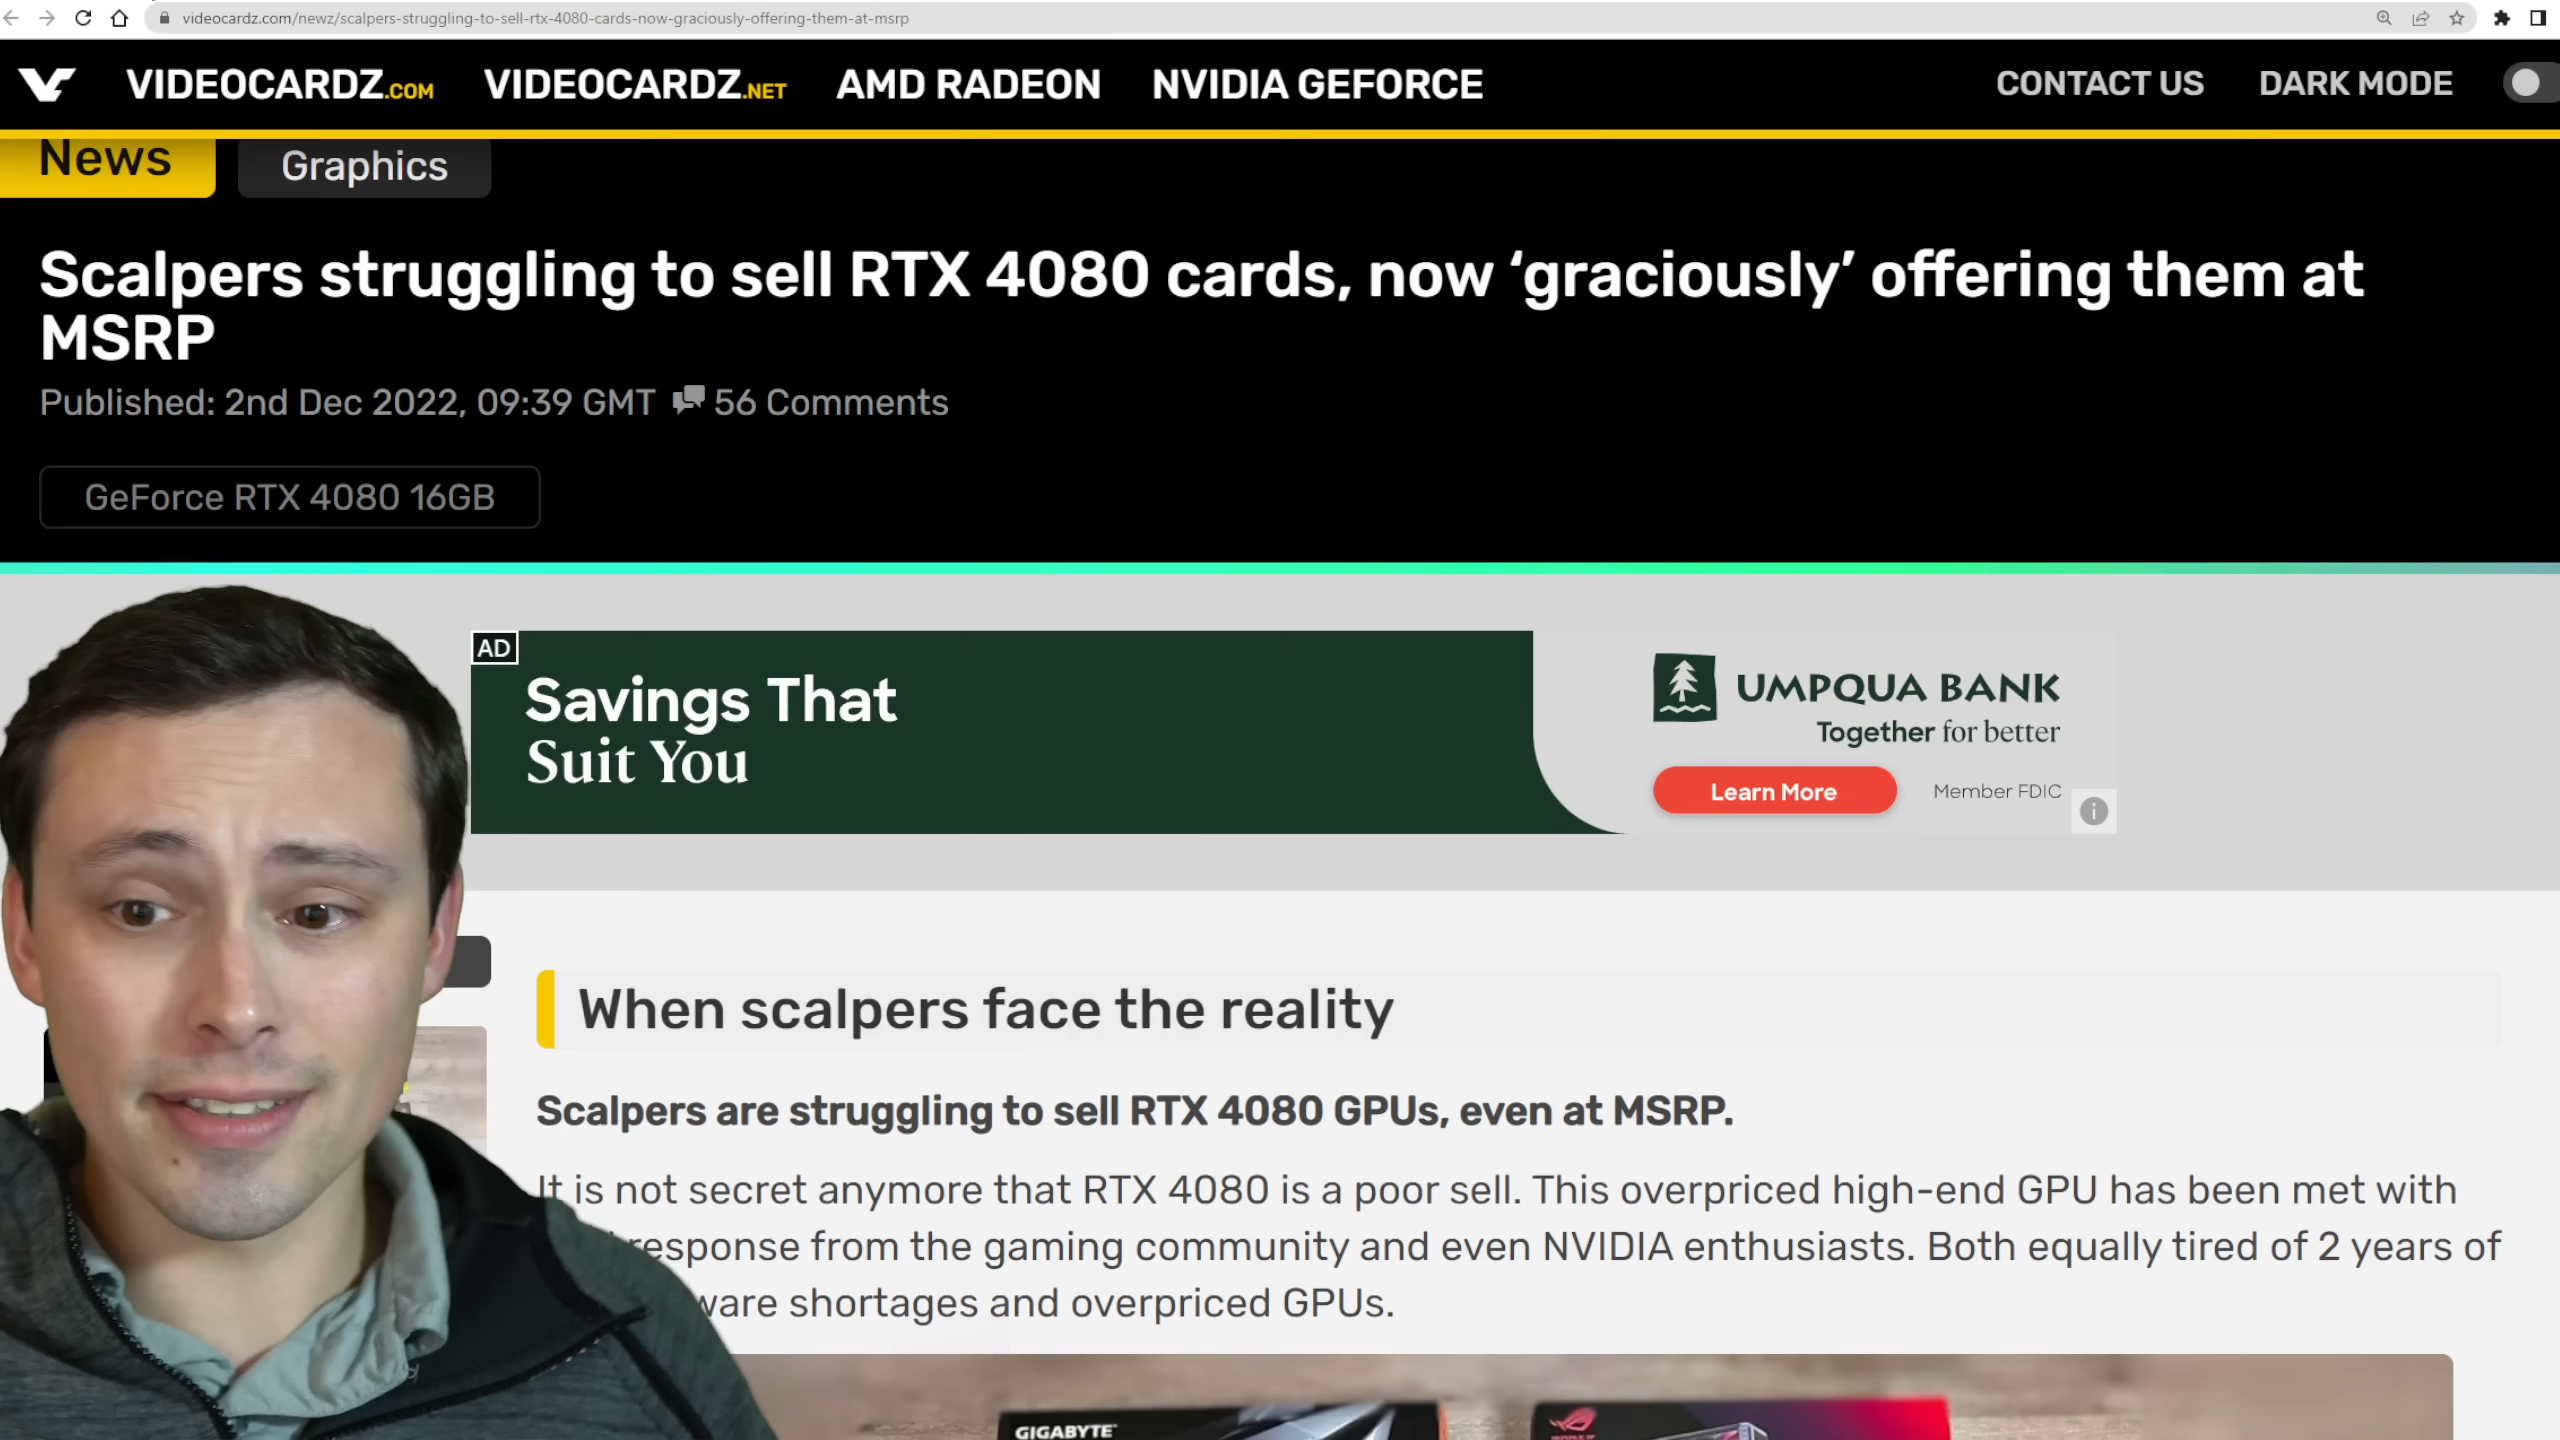 videocardz.com/newz/scalpers-struggling-to-sell-rtx-4080-cards-now-graciously-offering-them-at-msrp
VIDEOCARDZ.COM VIDEOCARDZ.NET AMD RADEON NVIDIA GEFORCE CONTACT US DARK MODE
News Graphics
Scalpers struggling to sell RTX 4080 cards, now ‘graciously’ offering them at
MSRP
Published: 2nd Dec 2022, 09:39 GMT 56 Comments
GeForce RTX 4080 16GB
AD
Savings That
Suit You
UMPQUA BANK
Together for better
Learn More Member FDIC
When scalpers face the reality
Scalpers are struggling to sell RTX 4080 GPUs, even at MSRP.
It is not secret anymore that RTX 4080 is a poor sell. This overpriced high-end GPU has been met with
response from the gaming community and even NVIDIA enthusiasts. Both equally tired of 2 years of
ware shortages and overpriced GPUs.
GIGABYTE